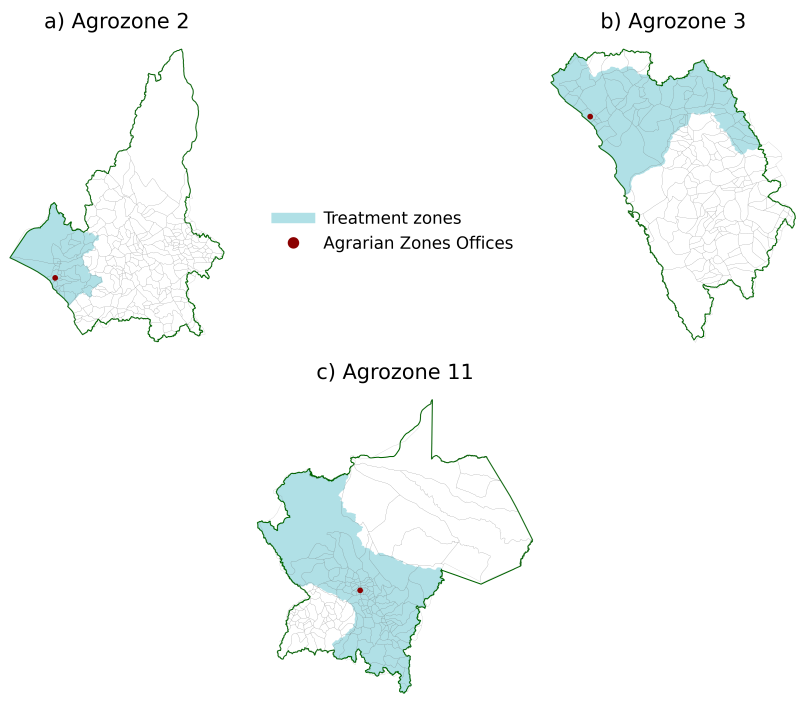 a) Agrozone 2
b) Agrozone 3
Treatment zones
Agrarian Zones Offices
c) Agrozone 11